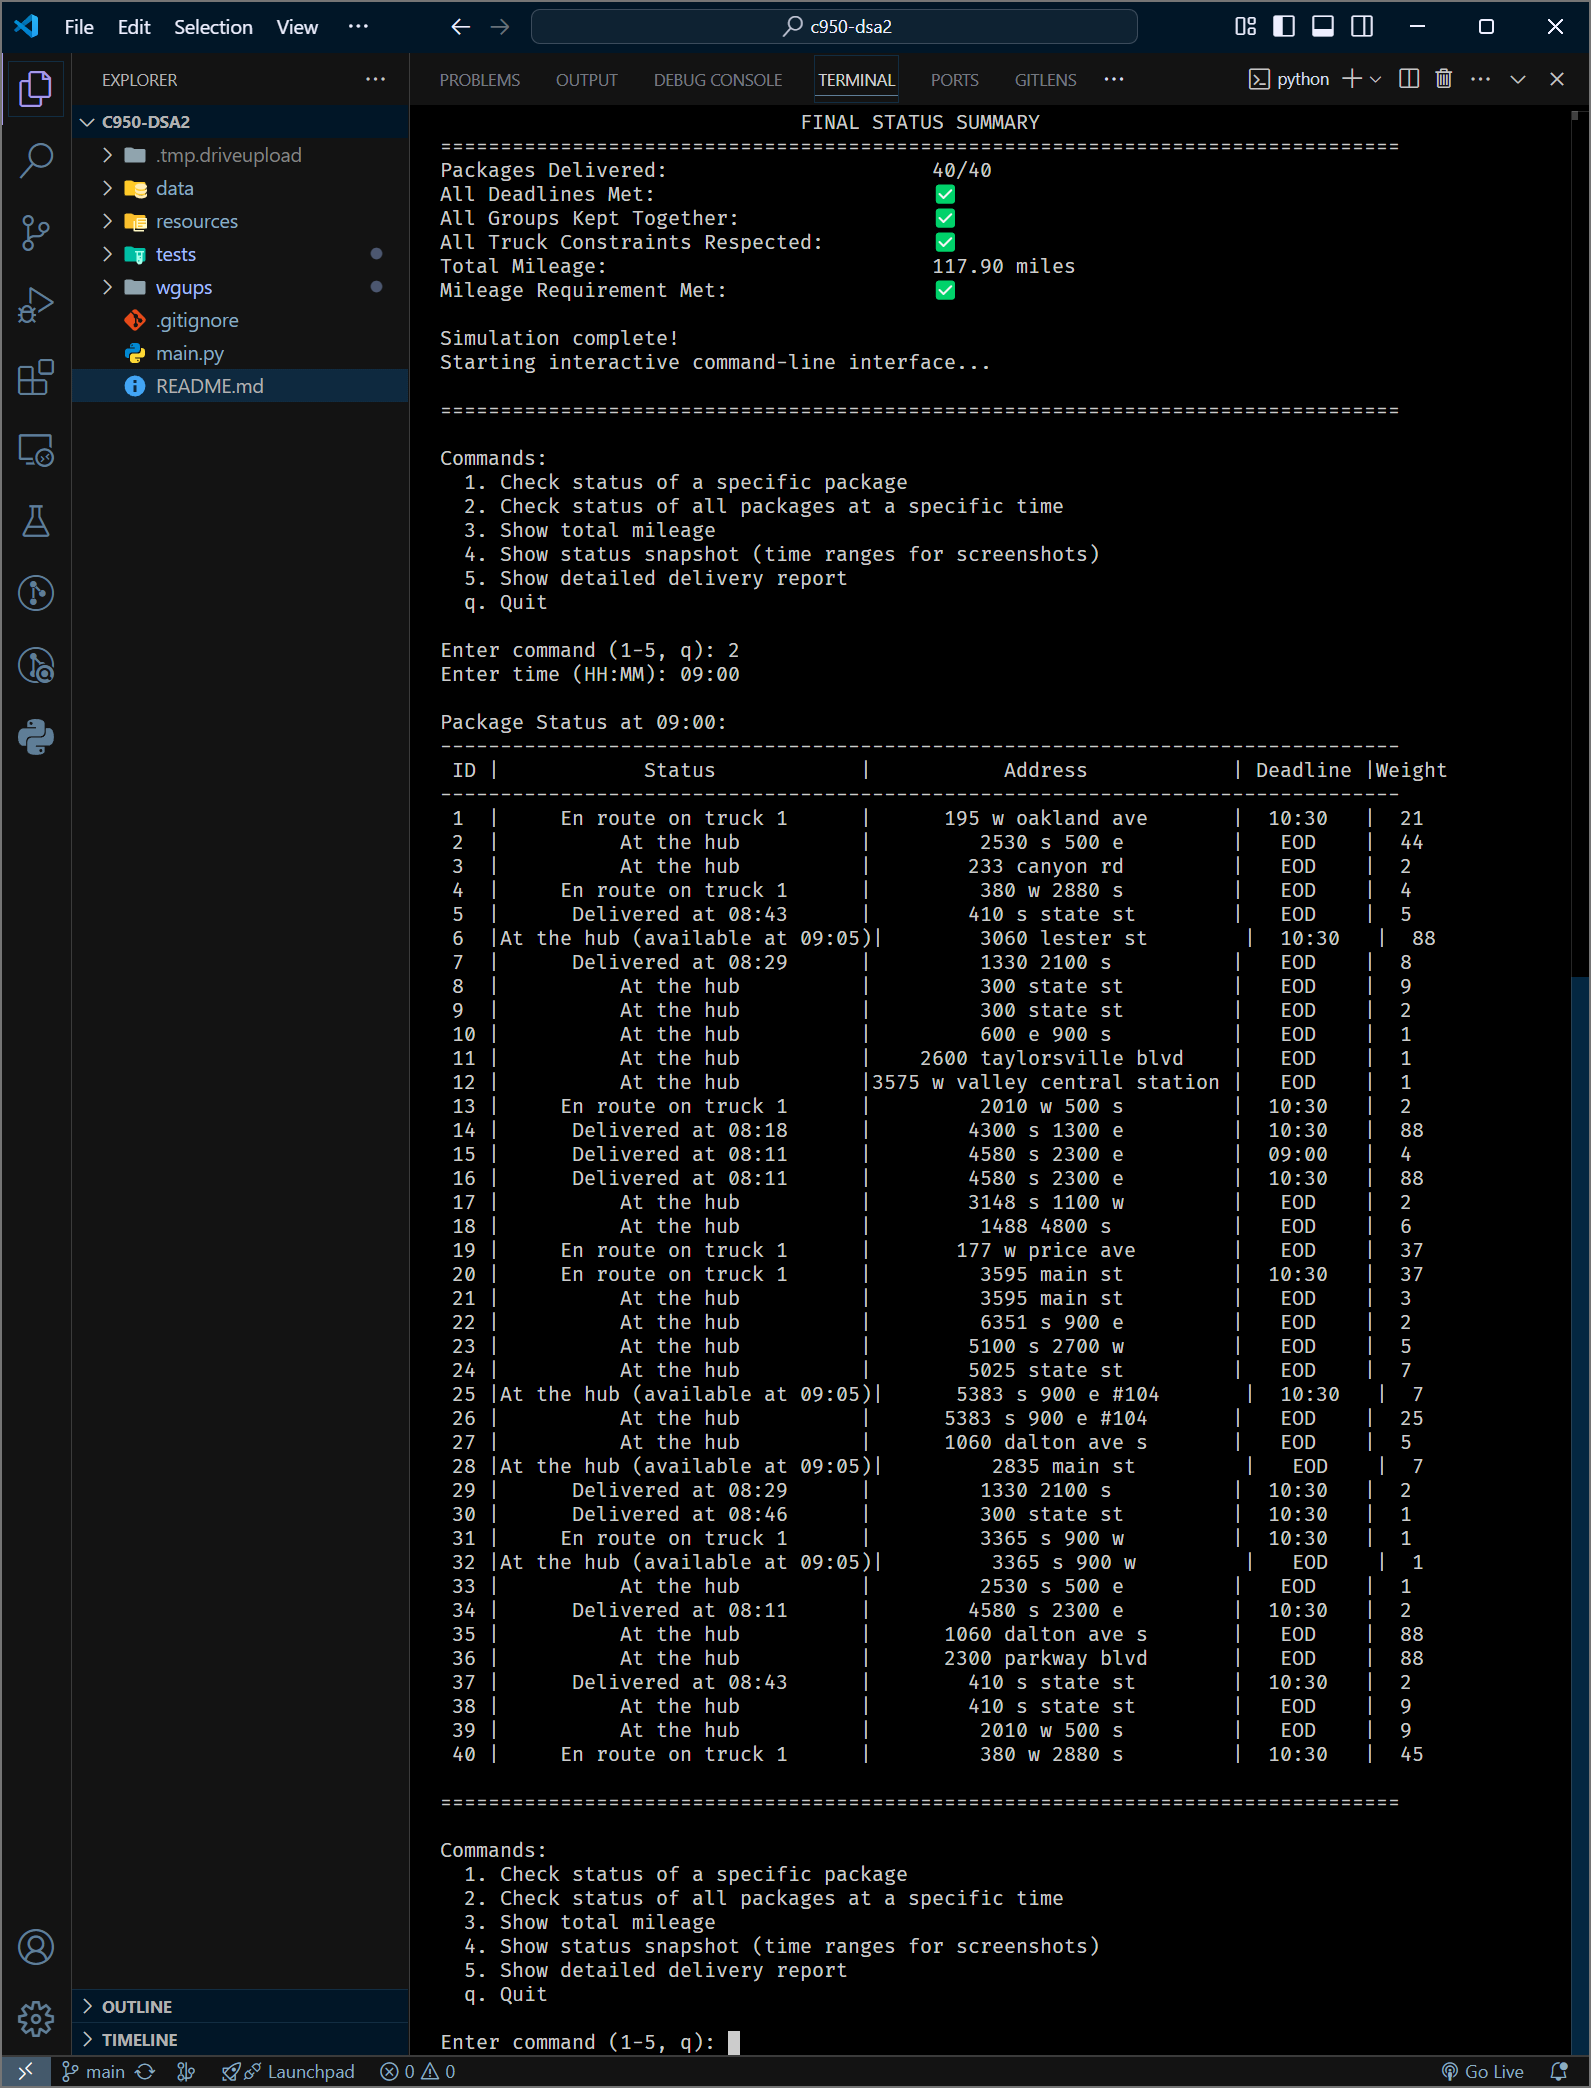 File Edit Selection View ··· c950-dsa2
EXPLORER ···
C950-DSA2
.tmp.driveupload
data
resources
tests
wgups
.gitignore
main.py
README.md
OUTLINE
TIMELINE
PROBLEMS OUTPUT DEBUG CONSOLE TERMINAL PORTS GITLENS ··· python ···
FINAL STATUS SUMMARY
================================================================================
Packages Delivered: 40/40
All Deadlines Met: ✅
All Groups Kept Together: ✅
All Truck Constraints Respected: ✅
Total Mileage: 117.90 miles
Mileage Requirement Met: ✅
Simulation complete!
Starting interactive command-line interface...
================================================================================
Commands:
1. Check status of a specific package
2. Check status of all packages at a specific time
3. Show total mileage
4. Show status snapshot (time ranges for screenshots)
5. Show detailed delivery report
q. Quit
Enter command (1-5, q): 2
Enter time (HH:MM): 09:00
Package Status at 09:00:
--------------------------------------------------------------------------------
ID | Status | Address | Deadline |Weight
--------------------------------------------------------------------------------
1 | En route on truck 1 | 195 w oakland ave | 10:30 | 21
2 | At the hub | 2530 s 500 e | EOD | 44
3 | At the hub | 233 canyon rd | EOD | 2
4 | En route on truck 1 | 380 w 2880 s | EOD | 4
5 | Delivered at 08:43 | 410 s state st | EOD | 5
6 |At the hub (available at 09:05)| 3060 lester st | 10:30 | 88
7 | Delivered at 08:29 | 1330 2100 s | EOD | 8
8 | At the hub | 300 state st | EOD | 9
9 | At the hub | 300 state st | EOD | 2
10 | At the hub | 600 e 900 s | EOD | 1
11 | At the hub | 2600 taylorsville blvd | EOD | 1
12 | At the hub |3575 w valley central station | EOD | 1
13 | En route on truck 1 | 2010 w 500 s | 10:30 | 2
14 | Delivered at 08:18 | 4300 s 1300 e | 10:30 | 88
15 | Delivered at 08:11 | 4580 s 2300 e | 09:00 | 4
16 | Delivered at 08:11 | 4580 s 2300 e | 10:30 | 88
17 | At the hub | 3148 s 1100 w | EOD | 2
18 | At the hub | 1488 4800 s | EOD | 6
19 | En route on truck 1 | 177 w price ave | EOD | 37
20 | En route on truck 1 | 3595 main st | 10:30 | 37
21 | At the hub | 3595 main st | EOD | 3
22 | At the hub | 6351 s 900 e | EOD | 2
23 | At the hub | 5100 s 2700 w | EOD | 5
24 | At the hub | 5025 state st | EOD | 7
25 |At the hub (available at 09:05)| 5383 s 900 e #104 | 10:30 | 7
26 | At the hub | 5383 s 900 e #104 | EOD | 25
27 | At the hub | 1060 dalton ave s | EOD | 5
28 |At the hub (available at 09:05)| 2835 main st | EOD | 7
29 | Delivered at 08:29 | 1330 2100 s | 10:30 | 2
30 | Delivered at 08:46 | 300 state st | 10:30 | 1
31 | En route on truck 1 | 3365 s 900 w | 10:30 | 1
32 |At the hub (available at 09:05)| 3365 s 900 w | EOD | 1
33 | At the hub | 2530 s 500 e | EOD | 1
34 | Delivered at 08:11 | 4580 s 2300 e | 10:30 | 2
35 | At the hub | 1060 dalton ave s | EOD | 88
36 | At the hub | 2300 parkway blvd | EOD | 88
37 | Delivered at 08:43 | 410 s state st | 10:30 | 2
38 | At the hub | 410 s state st | EOD | 9
39 | At the hub | 2010 w 500 s | EOD | 9
40 | En route on truck 1 | 380 w 2880 s | 10:30 | 45
================================================================================
Commands:
1. Check status of a specific package
2. Check status of all packages at a specific time
3. Show total mileage
4. Show status snapshot (time ranges for screenshots)
5. Show detailed delivery report
q. Quit
Enter command (1-5, q):
main Launchpad 0 0 Go Live